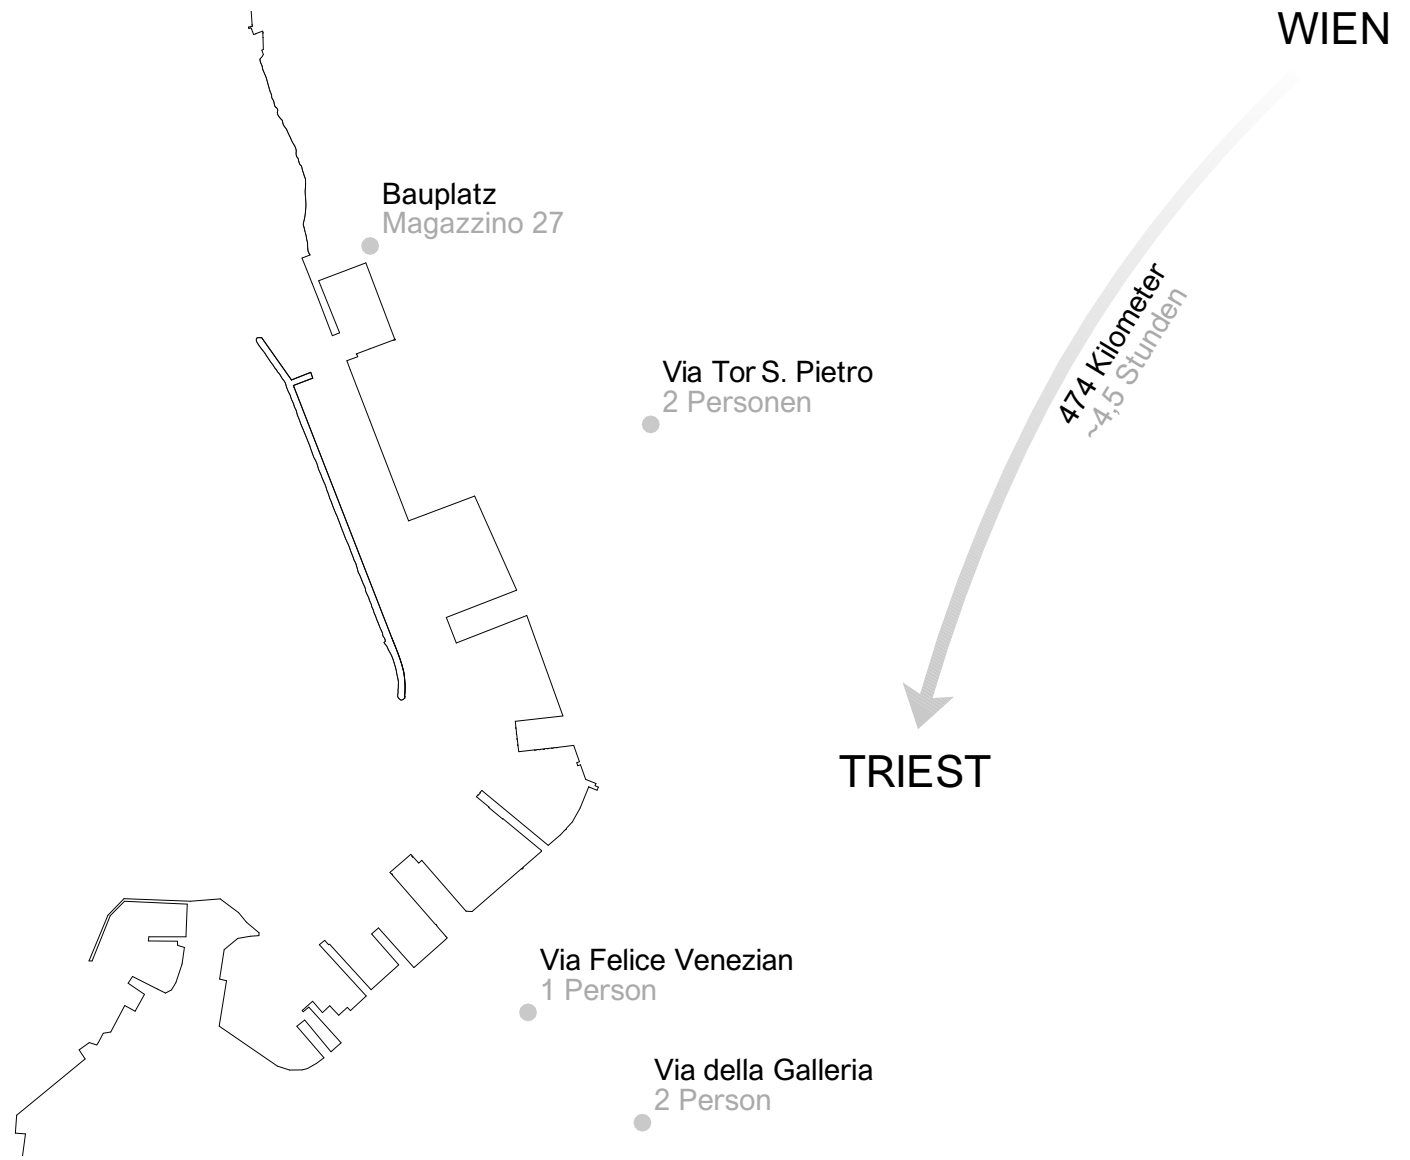 WIEN
Bauplatz
Magazzino 27
474 Kilometer
~4,5 Stunden
Via Tor S. Pietro
2 Personen
TRIEST
Via Felice Venezian
1 Person
Via della Galleria
2 Person